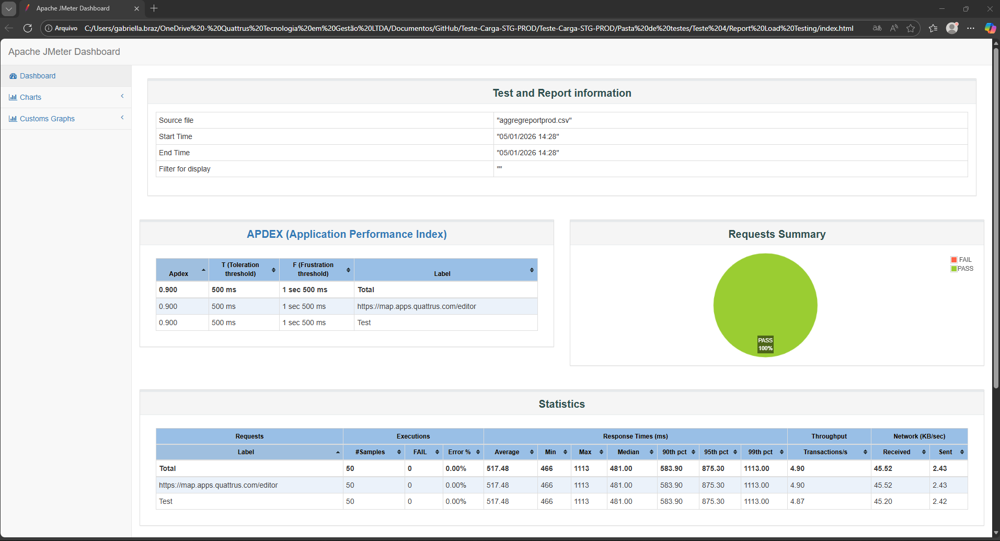 Apache JMeter Dashboard
Arquivo C:/Users/gabriella.braz/OneDrive%20-%20Quattrus%20Tecnologia%20em%20Gestão%20LTDA/Documentos/GitHub/Teste-Carga-STG-PROD/Teste-Carga-STG-PROD/Pasta%20de%20testes/Teste%204/Report%20Load%20Testing/index.html
Apache JMeter Dashboard
Dashboard
Charts
Customs Graphs
Test and Report information
Source file "aggregreportprod.csv"
Start Time "05/01/2026 14:28"
End Time "05/01/2026 14:28"
Filter for display ""
APDEX (Application Performance Index)
Apdex T (Toleration threshold) F (Frustration threshold) Label
0.900 500 ms 1 sec 500 ms Total
0.900 500 ms 1 sec 500 ms https://map.apps.quattrus.com/editor
0.900 500 ms 1 sec 500 ms Test
Requests Summary
FAIL
PASS
PASS
100%
Statistics
Requests Executions Response Times (ms) Throughput Network (KB/sec)
Label #Samples FAIL Error % Average Min Max Median 90th pct 95th pct 99th pct Transactions/s Received Sent
Total 50 0 0.00% 517.48 466 1113 481.00 583.90 875.30 1113.00 4.90 45.52 2.43
https://map.apps.quattrus.com/editor 50 0 0.00% 517.48 466 1113 481.00 583.90 875.30 1113.00 4.90 45.52 2.43
Test 50 0 0.00% 517.48 466 1113 481.00 583.90 875.30 1113.00 4.87 45.20 2.42